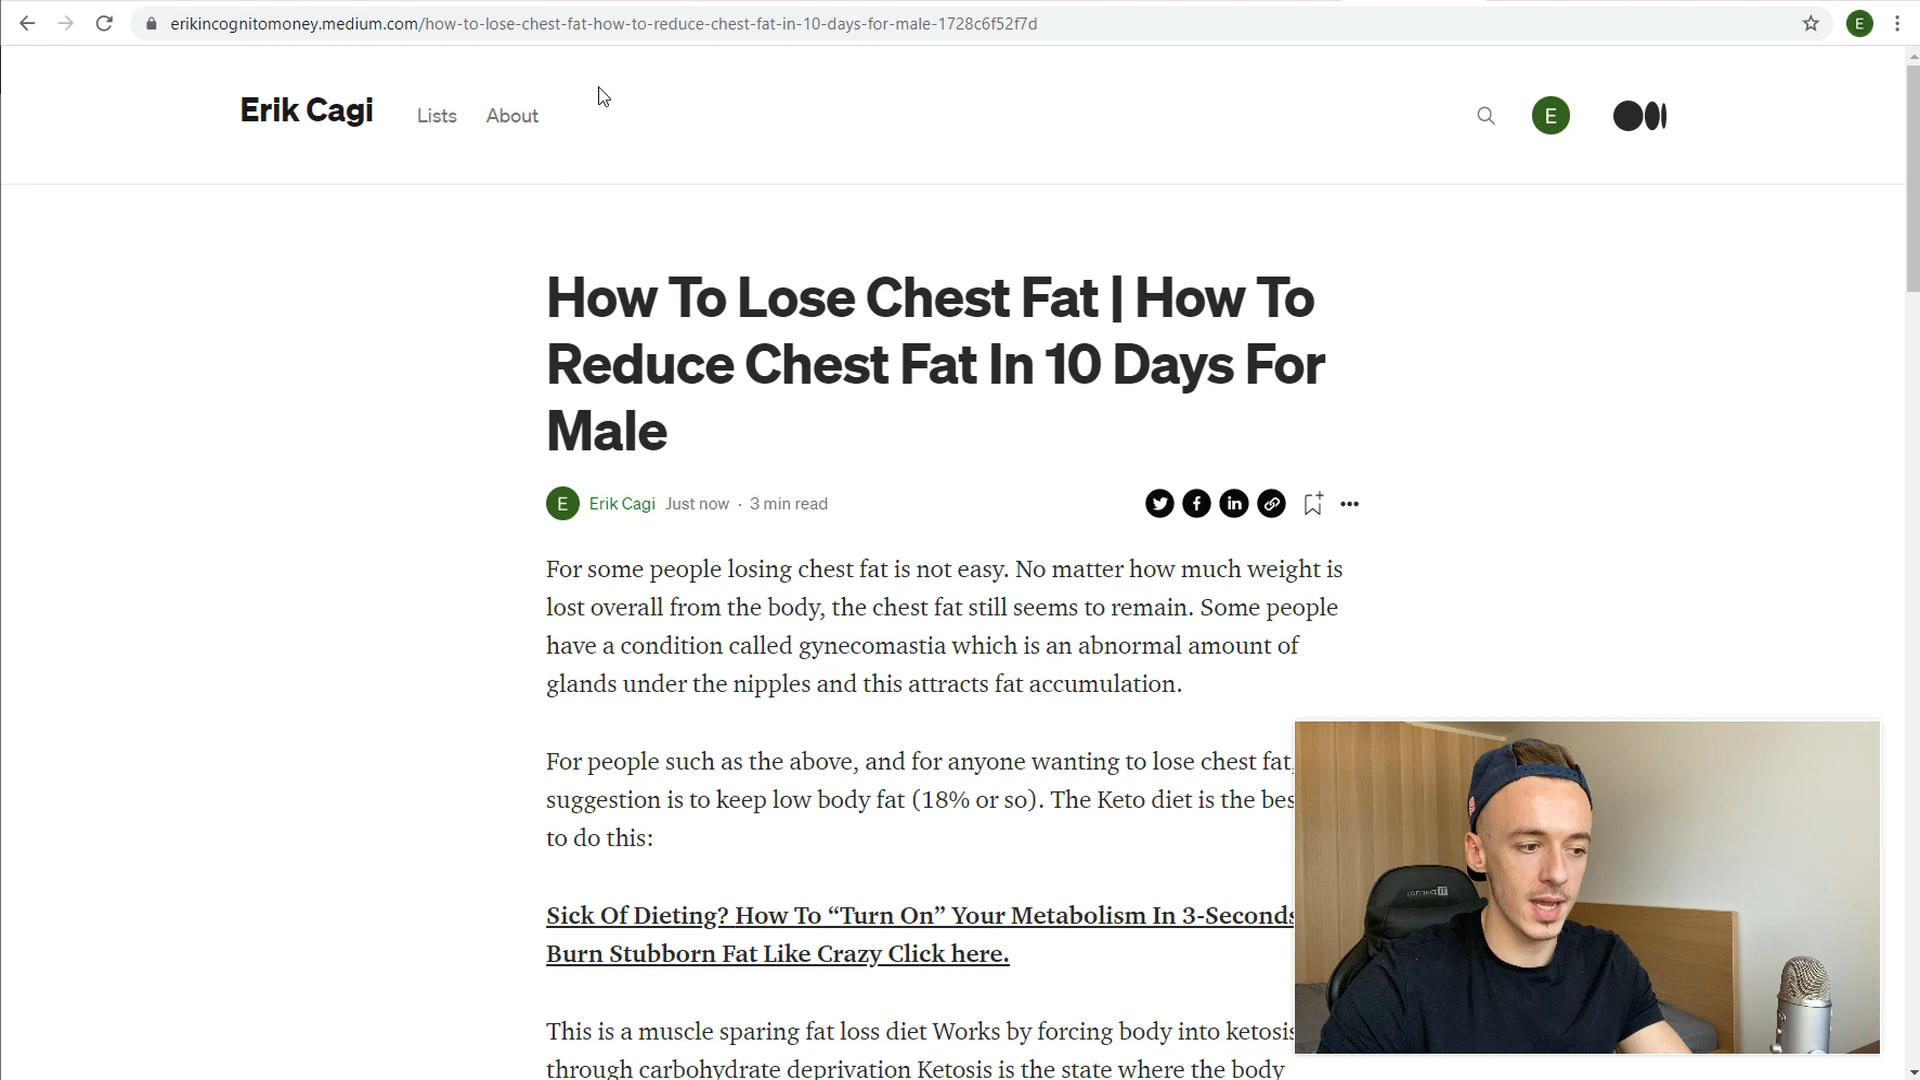 erikincognitomoney.medium.com/how-to-lose-chest-fat-how-to-reduce-chest-fat-in-10-days-for-male-1728c6f52f7d
E
Erik Cagi
Lists
About
E
How To Lose Chest Fat | How To
Reduce Chest Fat In 10 Days For
Male
E
Erik Cagi Just now · 3 min read
For some people losing chest fat is not easy. No matter how much weight is
lost overall from the body, the chest fat still seems to remain. Some people
have a condition called gynecomastia which is an abnormal amount of
glands under the nipples and this attracts fat accumulation.
For people such as the above, and for anyone wanting to lose chest fat,
suggestion is to keep low body fat (18% or so). The Keto diet is the bes
to do this:
Sick Of Dieting? How To “Turn On” Your Metabolism In 3-Seconds
Burn Stubborn Fat Like Crazy Click here.
This is a muscle sparing fat loss diet Works by forcing body into ketosis
through carbohydrate deprivation Ketosis is the state where the body
connect IT